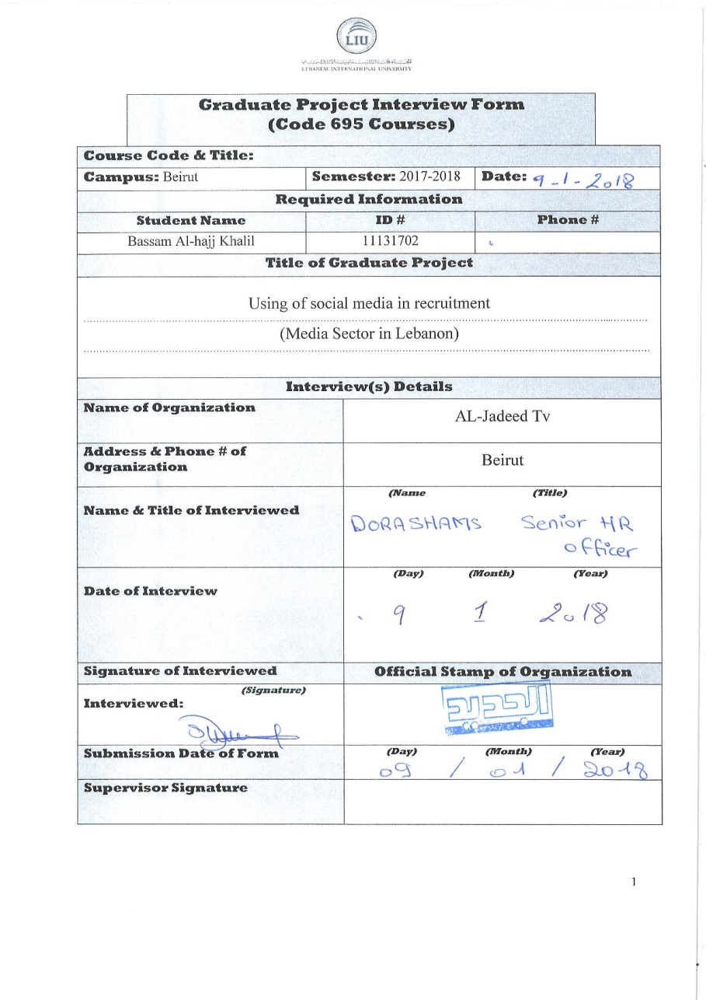 LIU
LEBANESE INTERNATIONAL UNIVERSITY
Graduate Project Interview Form
(Code 695 Courses)
Course Code & Title:
Campus: Beirut Semester: 2017-2018 Date: 9-1-2018
Required Information
Student Name ID # Phone #
Bassam Al-hajj Khalil 11131702
Title of Graduate Project
Using of social media in recruitment
(Media Sector in Lebanon)
Interview(s) Details
Name of Organization AL-Jadeed Tv
Address & Phone # of
Organization Beirut
(Name (Title)
Name & Title of Interviewed DORA SHAMS Senior HR
officer
(Day) (Month) (Year)
Date of Interview
9 1 2018
Signature of Interviewed Official Stamp of Organization
(Signature)
Interviewed: الجديد
Submission Date of Form (Day) (Month) (Year)
09 / 01 / 2018
Supervisor Signature
1